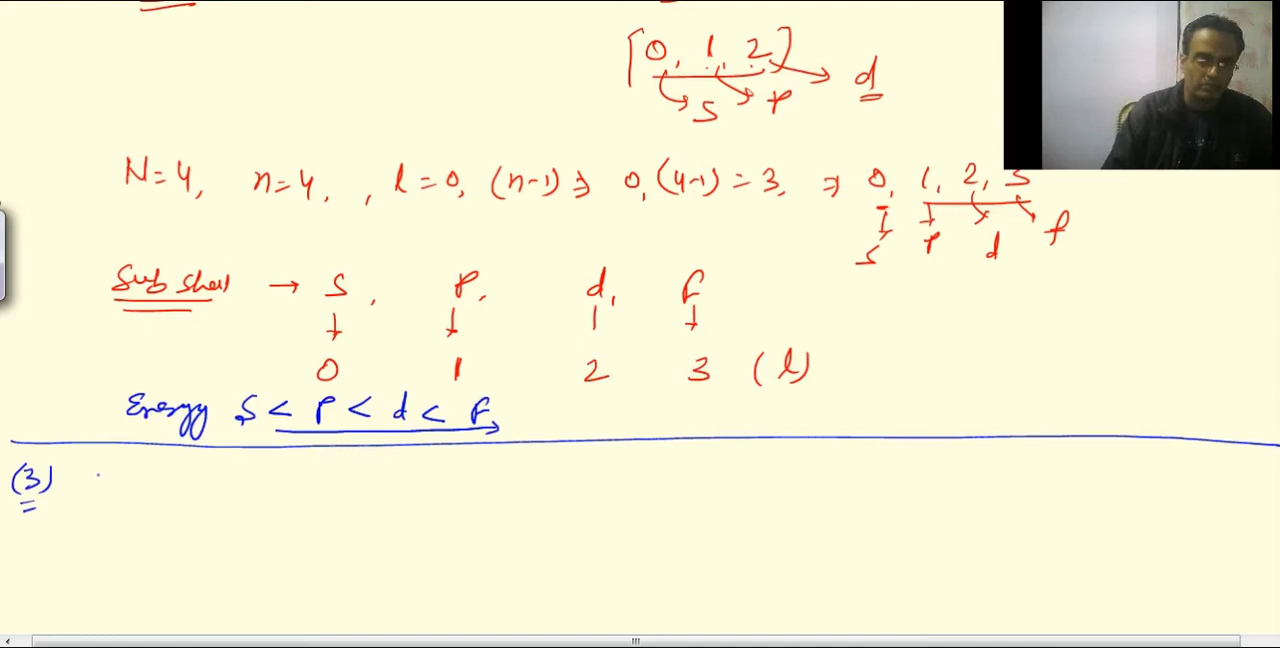 [0, 1, 2]
s p d
N=4, n=4, , l=0, (n-1) ⇒ 0, (4-1) = 3, ⇒ 0, 1, 2, 3
s p d f
Sub shell → s, p, d, f
0 1 2 3 (l)
Energy s < p < d < f
(3)